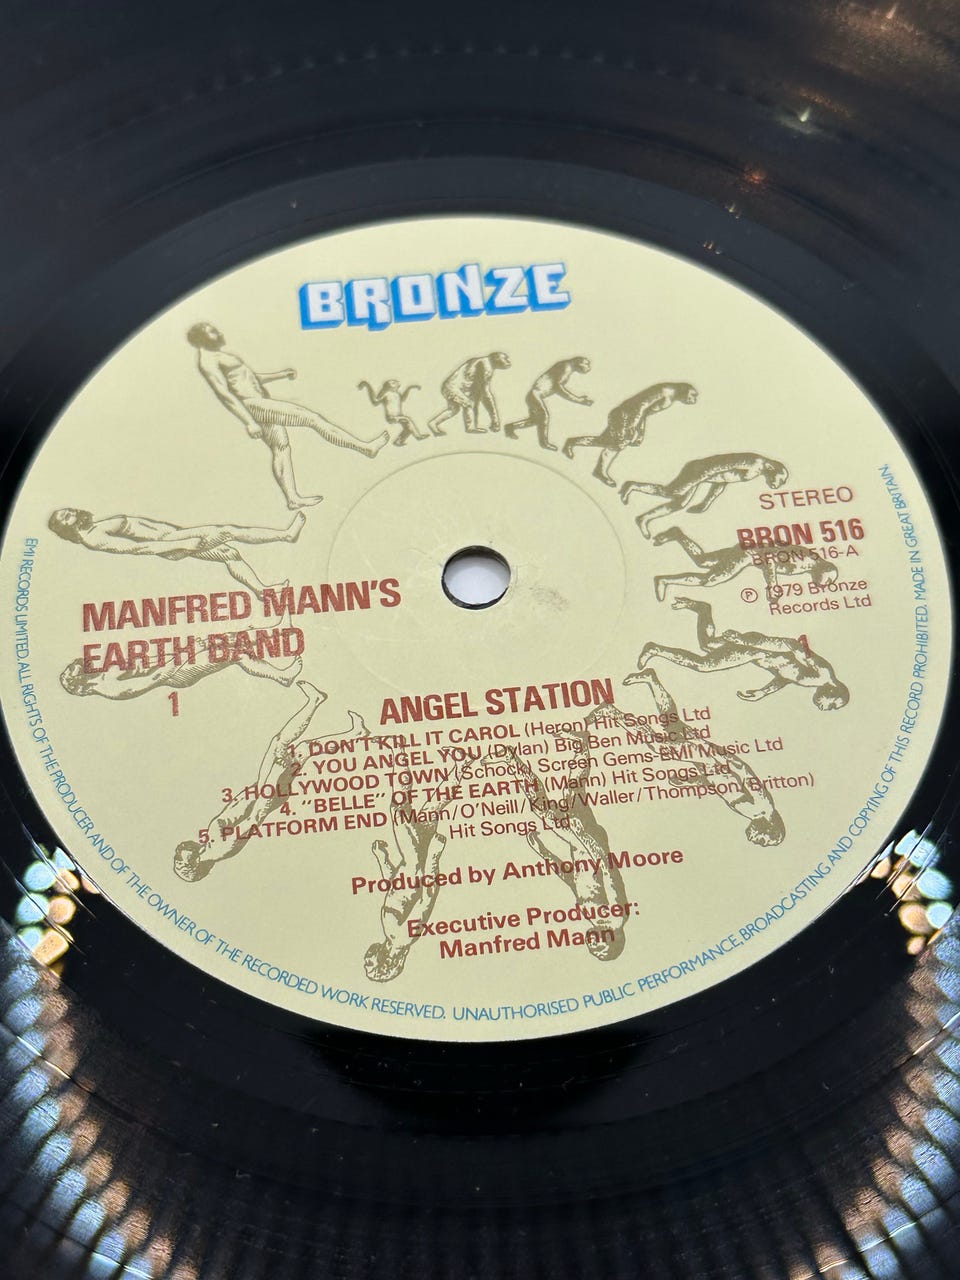 BRONZE
STEREO
BRON 516
BRON 516-A
℗ 1979 Bronze
Records Ltd
1
MANFRED MANN'S
EARTH BAND
1
ANGEL STATION
1. DON'T KILL IT CAROL (Heron) Hit Songs Ltd
2. YOU ANGEL YOU (Dylan) Big Ben Music Ltd
3. HOLLYWOOD TOWN (Schock) Screen Gems-EMI Music Ltd
4. "BELLE" OF THE EARTH (Mann) Hit Songs Ltd
5. PLATFORM END (Mann/O'Neill/King/Waller/Thompson/Britton)
Hit Songs Ltd
Produced by Anthony Moore
Executive Producer:
Manfred Mann
EMI RECORDS LIMITED. ALL RIGHTS OF THE PRODUCER AND OF THE OWNER OF THE RECORDED WORK RESERVED. UNAUTHORISED PUBLIC PERFORMANCE, BROADCASTING AND COPYING OF THIS RECORD PROHIBITED. MADE IN GREAT BRITAIN